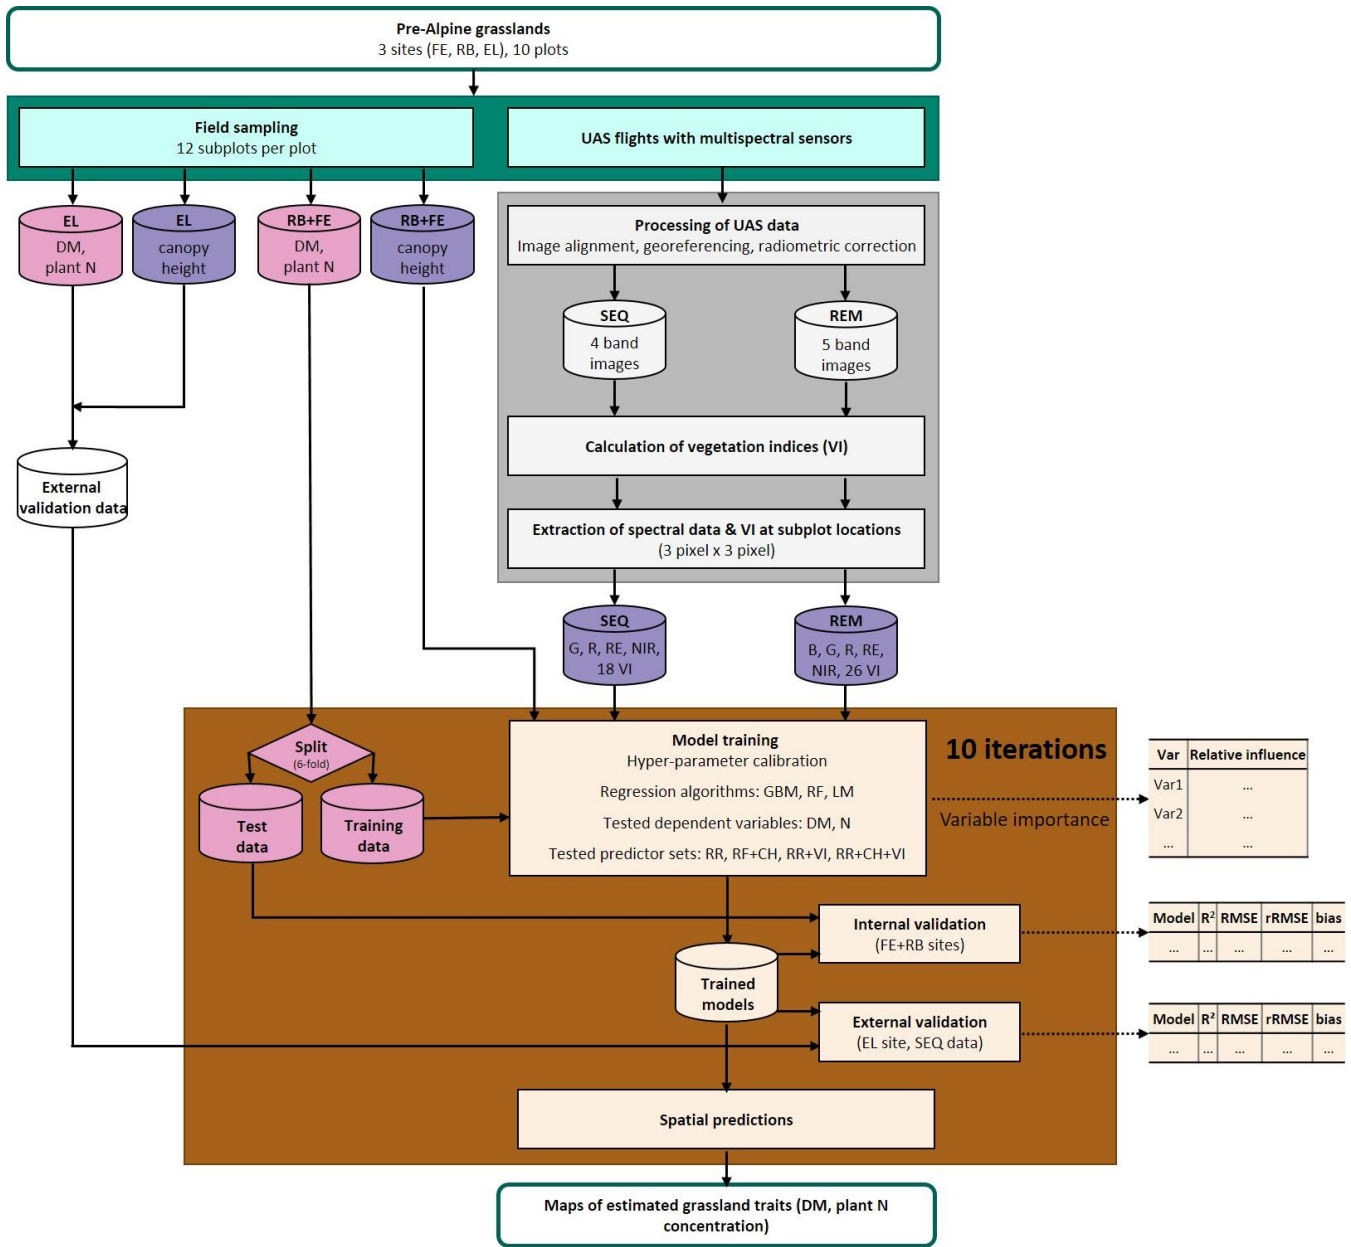 Pre-Alpine grasslands
3 sites (FE, RB, EL), 10 plots
Field sampling
12 subplots per plot
UAS flights with multispectral sensors
EL
DM,
plant N
EL
canopy
height
RB+FE
DM,
plant N
RB+FE
canopy
height
Processing of UAS data
Image alignment, georeferencing, radiometric correction
SEQ
4 band
images
REM
5 band
images
Calculation of vegetation indices (VI)
External
validation data
Extraction of spectral data & VI at subplot locations
(3 pixel x 3 pixel)
SEQ
G, R, RE, NIR,
18 VI
REM
B, G, R, RE,
NIR, 26 VI
Split
(6-fold)
Test
data
Training
data
Model training
Hyper-parameter calibration
Regression algorithms: GBM, RF, LM
Tested dependent variables: DM, N
Tested predictor sets: RR, RF+CH, RR+VI, RR+CH+VI
10 iterations
Variable importance
Var Relative influence
Var1 ...
Var2 ...
... ...
Internal validation
(FE+RB sites)
Model R² RMSE rRMSE bias
... ... ... ... ...
Trained
models
External validation
(EL site, SEQ data)
Model R² RMSE rRMSE bias
... ... ... ... ...
Spatial predictions
Maps of estimated grassland traits (DM, plant N
concentration)